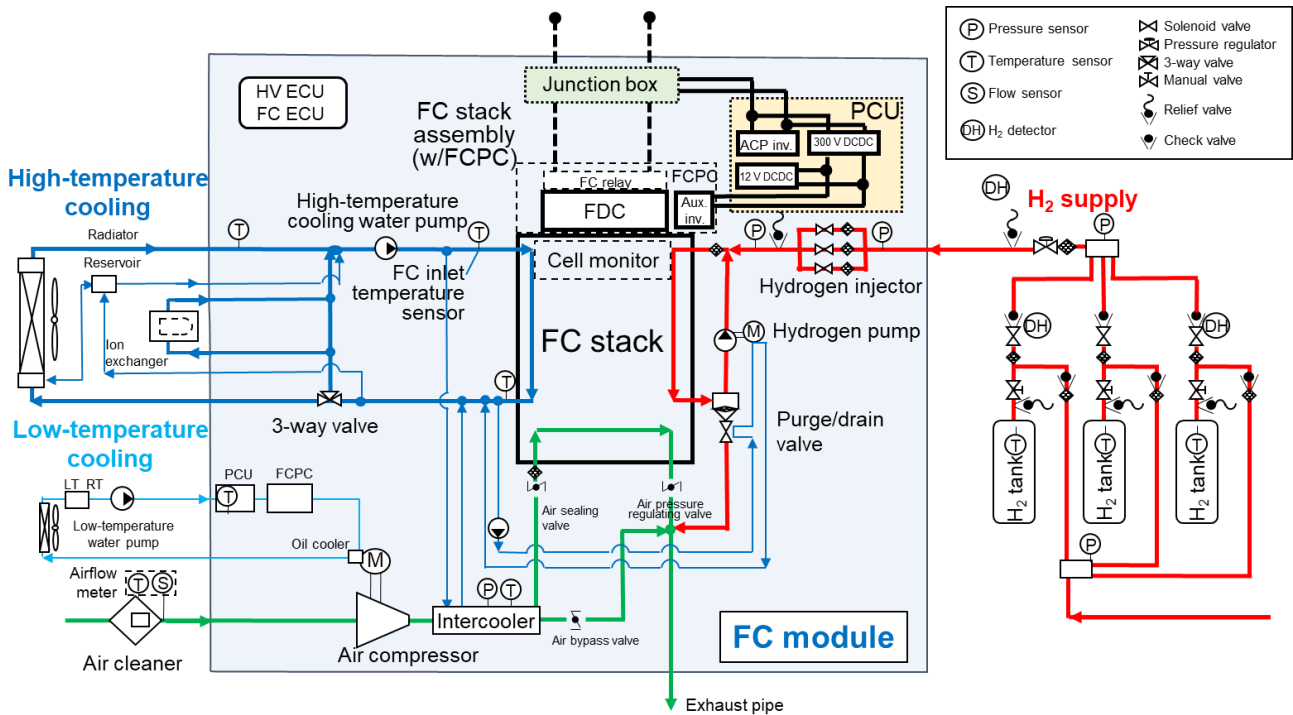 P Pressure sensor
T Temperature sensor
S Flow sensor
DH H2 detector
Solenoid valve
Pressure regulator
3-way valve
Manual valve
Relief valve
Check valve
HV ECU
FC ECU
Junction box
FC stack
assembly
(w/FCPC)
PCU
ACP inv.
300 V DCDC
12 V DCDC
FCPC
FC relay
FDC
Aux.
inv.
High-temperature
cooling
Radiator
Reservoir
Ion
exchanger
T
High-temperature
cooling water pump
T
FC inlet
temperature
sensor
Cell monitor
FC stack
P
P
Hydrogen injector
M
Hydrogen pump
Purge/drain
valve
DH
H2 supply
P
DH
DH
T
H2 tank
T
H2 tank
T
H2 tank
P
3-way valve
T
Low-temperature
cooling
LT RT
PCU
T
FCPC
Low-temperature
water pump
Oil cooler
M
Air sealing
valve
Air pressure
regulating valve
Airflow
meter
T
S
Air cleaner
Air compressor
P
T
Intercooler
Air bypass valve
FC module
Exhaust pipe